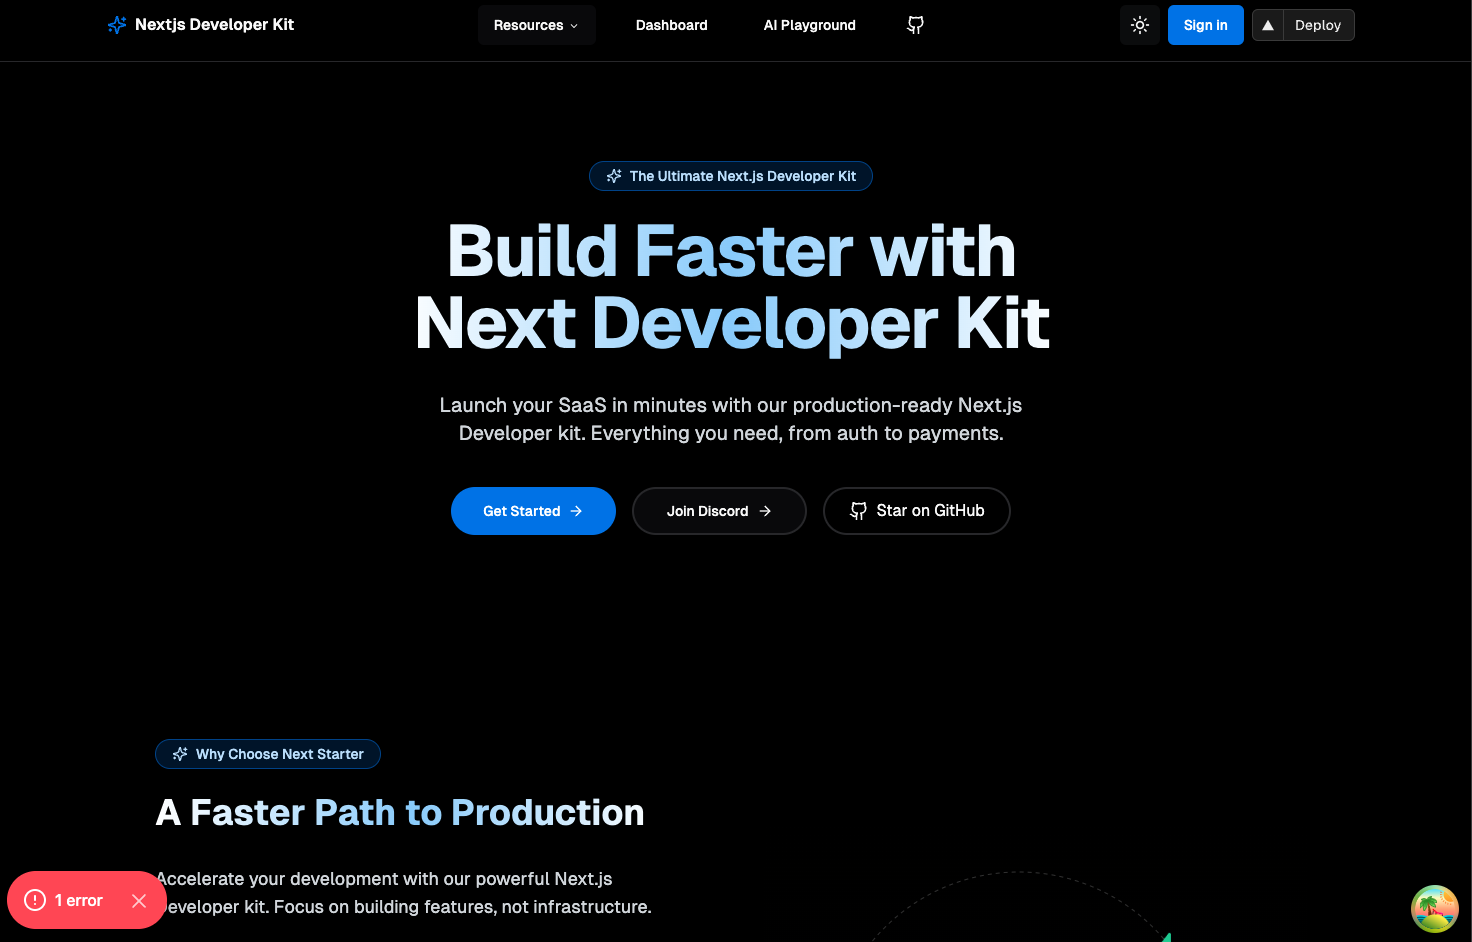 Nextjs Developer Kit
Resources
Dashboard
AI Playground
Sign in
Deploy
The Ultimate Next.js Developer Kit
Build Faster with
Next Developer Kit
Launch your SaaS in minutes with our production-ready Next.js
Developer kit. Everything you need, from auth to payments.
Get Started
Join Discord
Star on GitHub
Why Choose Next Starter
A Faster Path to Production
Accelerate your development with our powerful Next.js
Developer kit. Focus on building features, not infrastructure.
1 error